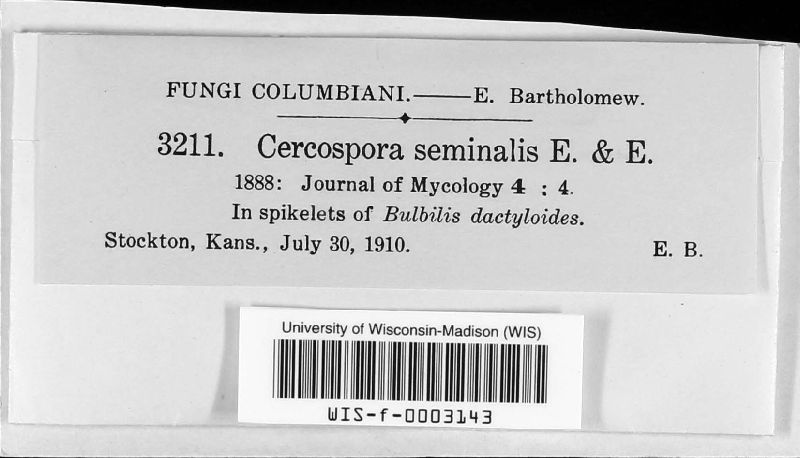 FUNGI COLUMBIANI.——E. Bartholomew.
3211. Cercospora seminalis E. & E.
1888: Journal of Mycology 4 : 4.
In spikelets of Bulbilis dactyloides.
Stockton, Kans., July 30, 1910. E. B.
University of Wisconsin-Madison (WIS)
WIS-f-0003143